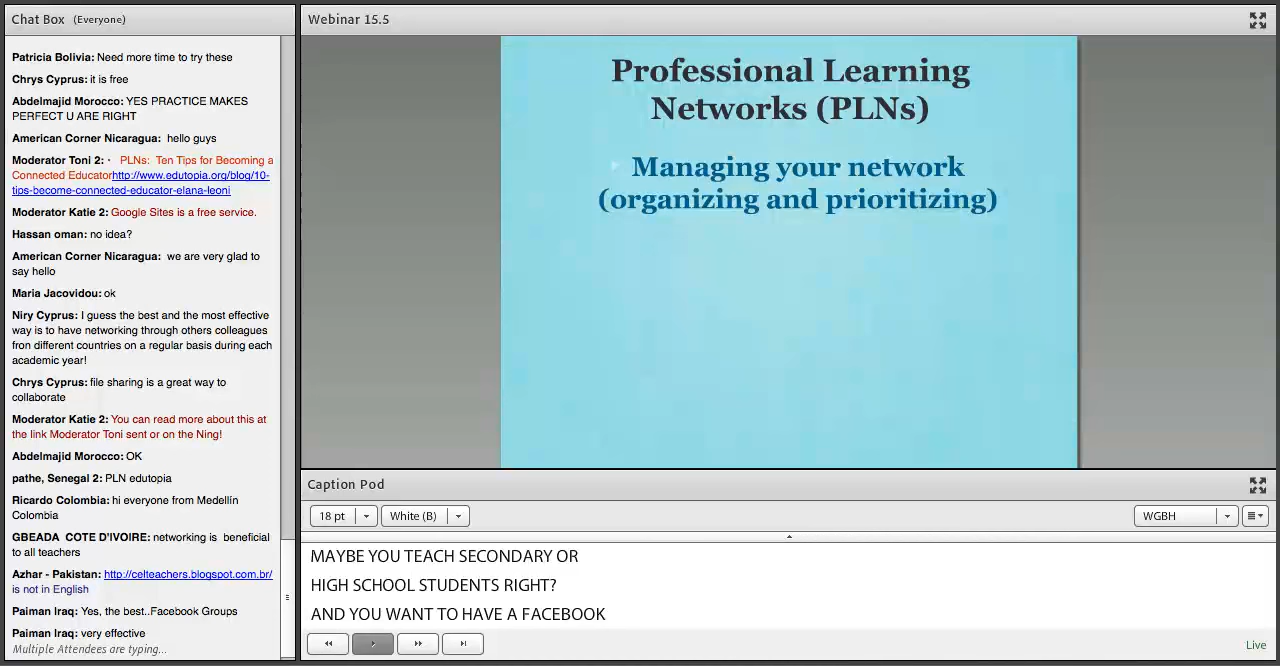 Chat Box (Everyone)
Patricia Bolivia: Need more time to try these
Chrys Cyprus: it is free
Abdelmajid Morocco: YES PRACTICE MAKES
PERFECT U ARE RIGHT
American Corner Nicaragua: hello guys
Moderator Toni 2: • PLNs: Ten Tips for Becoming a
Connected Educatorhttp://www.edutopia.org/blog/10-
tips-become-connected-educator-elana-leoni
Moderator Katie 2: Google Sites is a free service.
Hassan oman: no idea?
American Corner Nicaragua: we are very glad to
say hello
Maria Jacovidou: ok
Niry Cyprus: I guess the best and the most effective
way is to have networking through others colleagues
fron different countries on a regular basis during each
academic year!
Chrys Cyprus: file sharing is a great way to
collaborate
Moderator Katie 2: You can read more about this at
the link Moderator Toni sent or on the Ning!
Abdelmajid Morocco: OK
pathe, Senegal 2: PLN edutopia
Ricardo Colombia: hi everyone from Medellín
Colombia
GBEADA COTE D'IVOIRE: networking is beneficial
to all teachers
Azhar - Pakistan: http://celteachers.blogspot.com.br/
is not in English
Paiman Iraq: Yes, the best..Facebook Groups
Paiman Iraq: very effective
Multiple Attendees are typing...
Webinar 15.5
Professional Learning
Networks (PLNs)
Managing your network
(organizing and prioritizing)
Caption Pod
18 pt
White (B)
WGBH
MAYBE YOU TEACH SECONDARY OR
HIGH SCHOOL STUDENTS RIGHT?
AND YOU WANT TO HAVE A FACEBOOK
Live